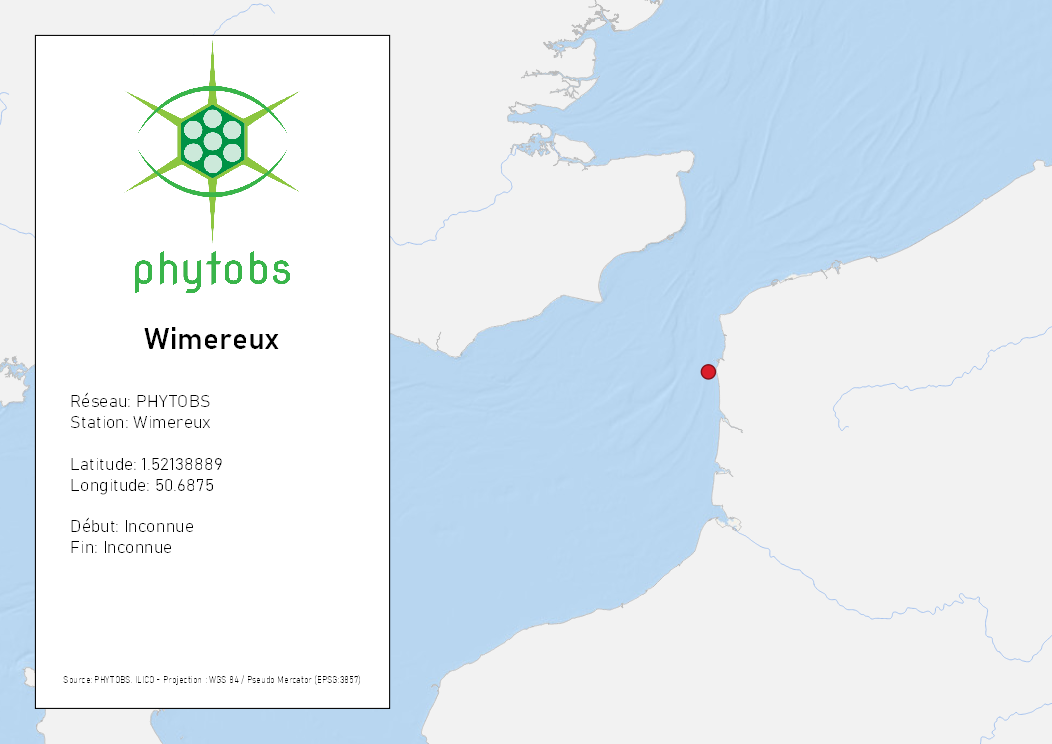 phytobs
Wimereux
Réseau: PHYTOBS
Station: Wimereux
Latitude: 1.52138889
Longitude: 50.6875
Début: Inconnue
Fin: Inconnue
Source: PHYTOBS, ILICO - Projection : WGS 84 / Pseudo Mercator (EPSG:3857)